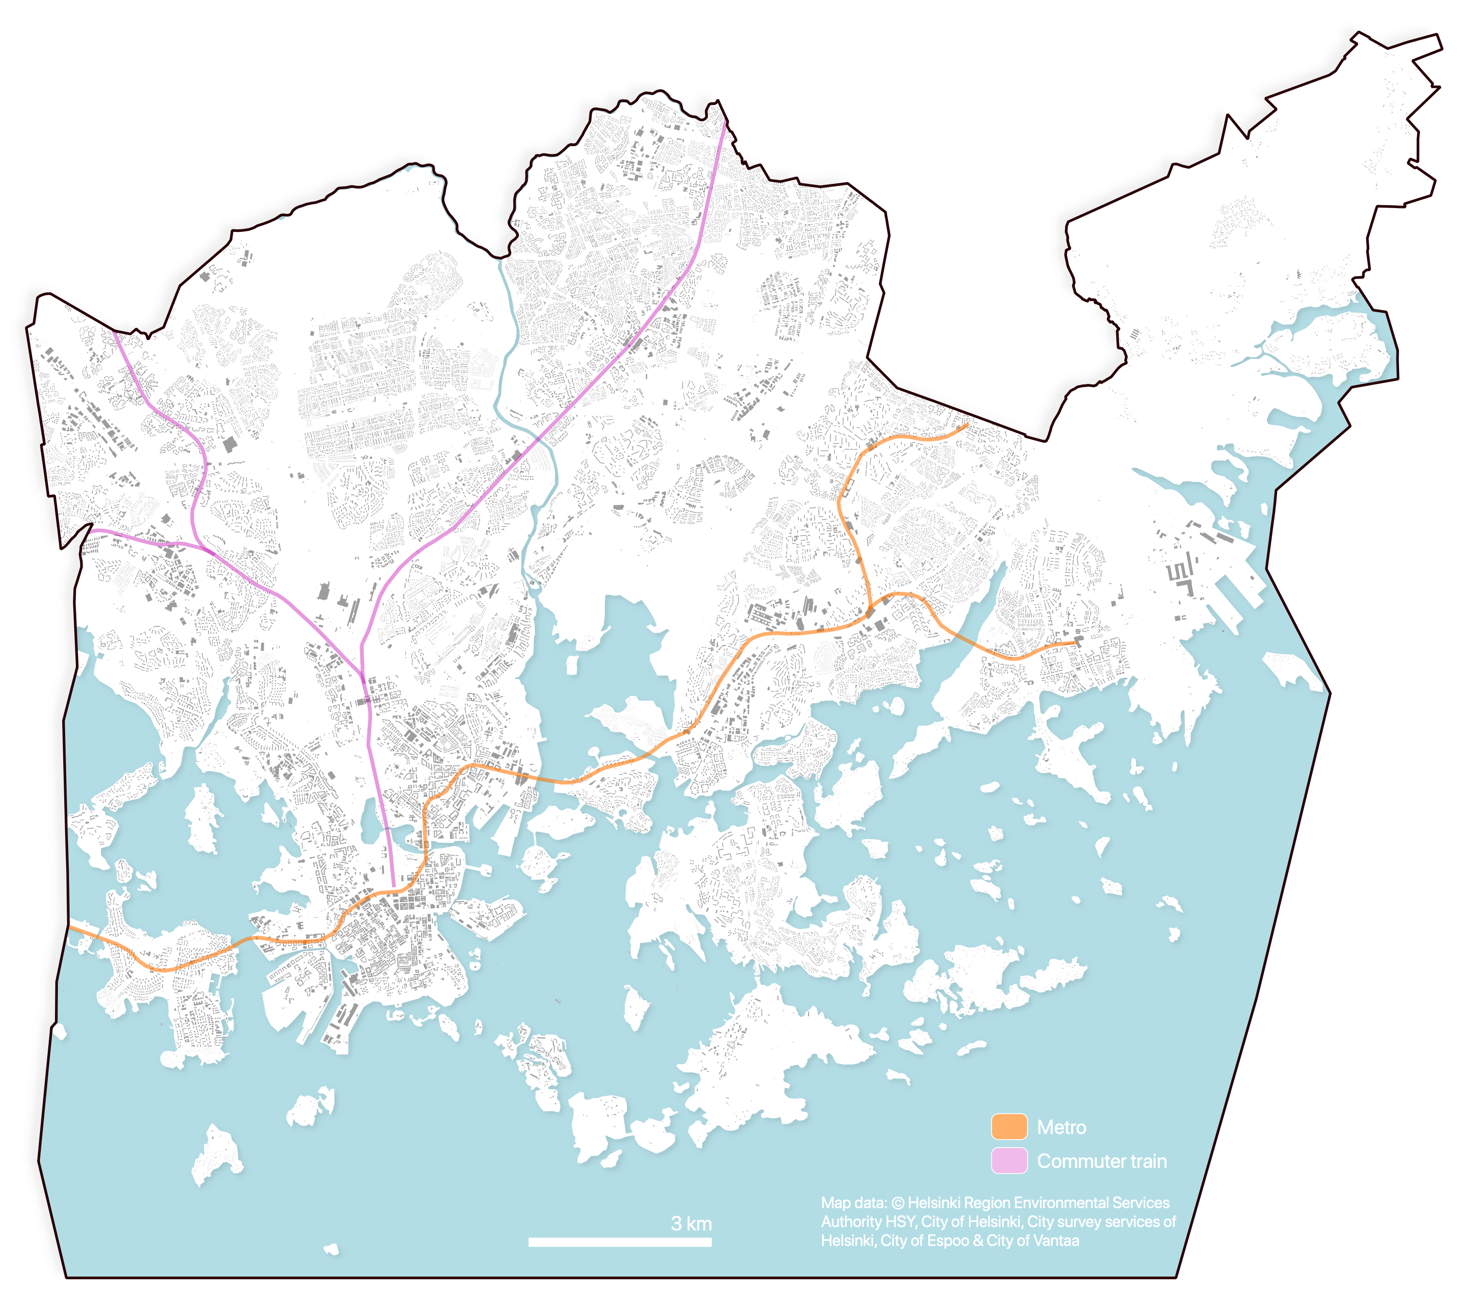 Metro
Commuter train
3 km
Map data: © Helsinki Region Environmental Services
Authority HSY, City of Helsinki, City survey services of
Helsinki, City of Espoo & City of Vantaa